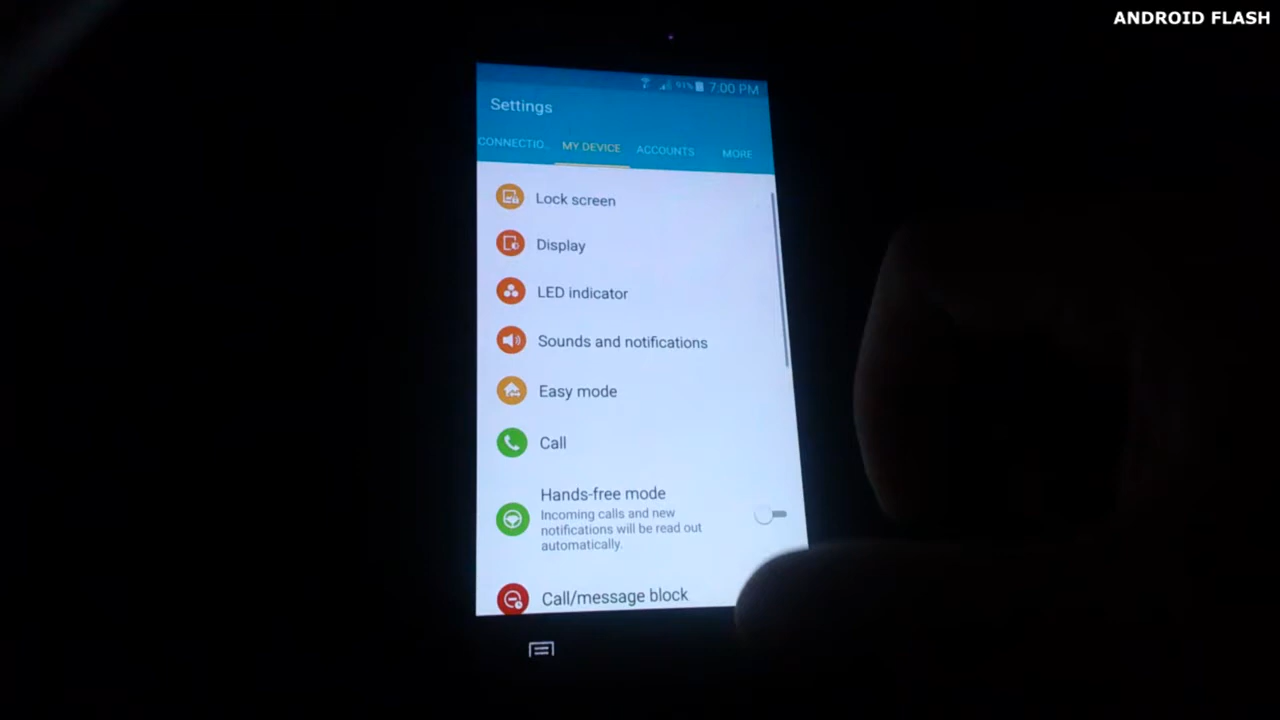 ANDROID FLASH
91% 7:00 PM
Settings
CONNECTIO..
MY DEVICE
ACCOUNTS
MORE
Lock screen
Display
LED indicator
Sounds and notifications
Easy mode
Call
Hands-free mode
Incoming calls and new
notifications will be read out
automatically.
Call/message block